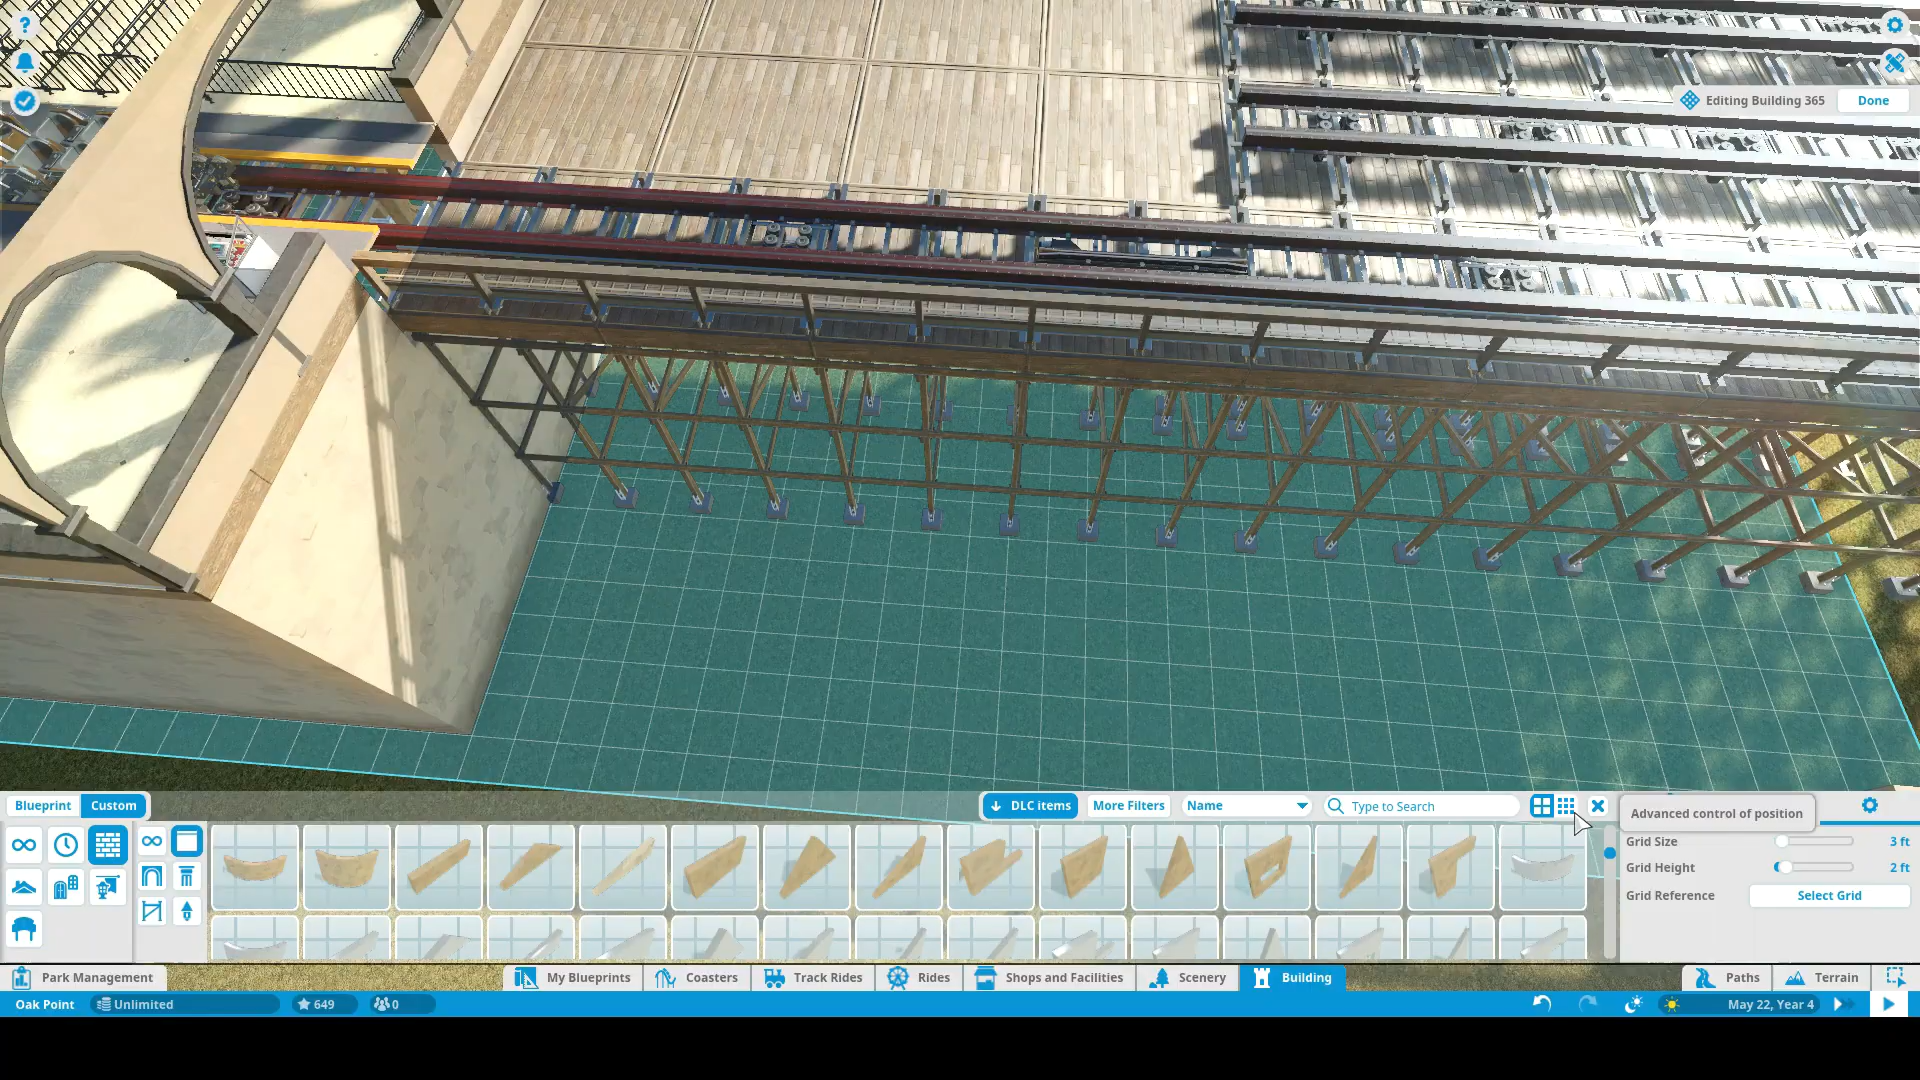 ?
Editing Building 365
Done
Blueprint
Custom
DLC items
More Filters
Name
Type to Search
Advanced control of position
Grid Size
3 ft
Grid Height
2 ft
Grid Reference
Select Grid
Park Management
My Blueprints
Coasters
Track Rides
Rides
Shops and Facilities
Scenery
Building
Paths
Terrain
Oak Point
Unlimited
649
0
May 22, Year 4